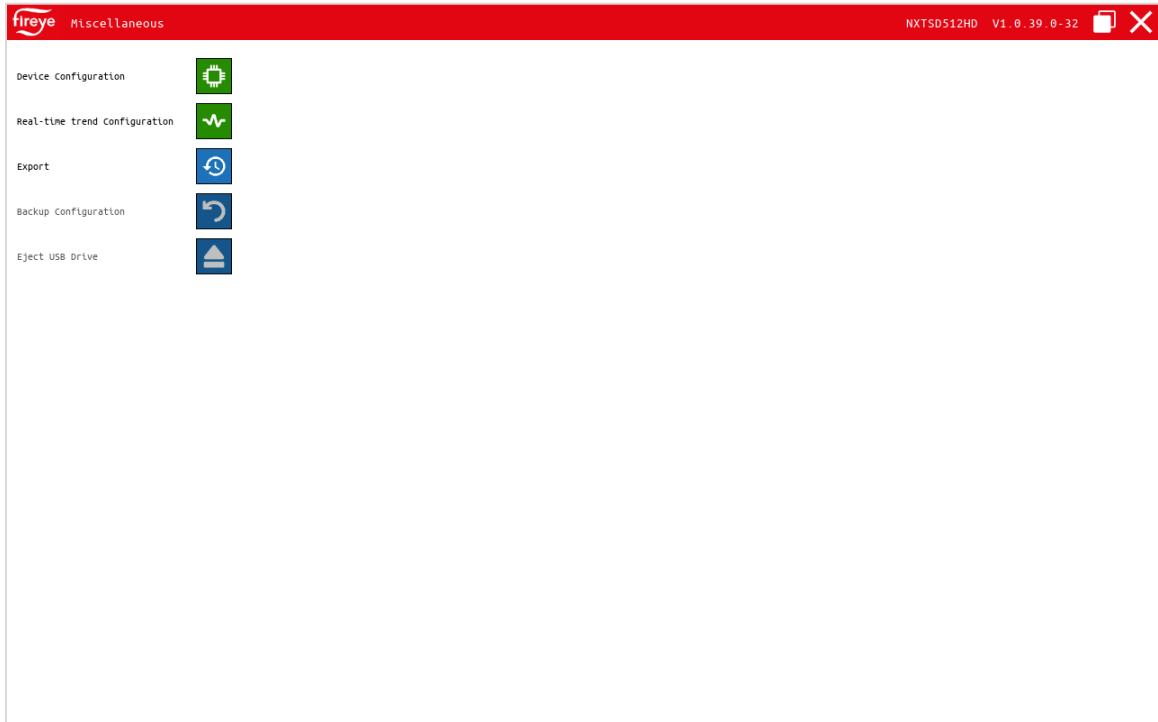 fireye Miscellaneous NXTSD512HD V1.0.39.0-32
Device Configuration
Real-time trend Configuration
Export
Backup Configuration
Eject USB Drive